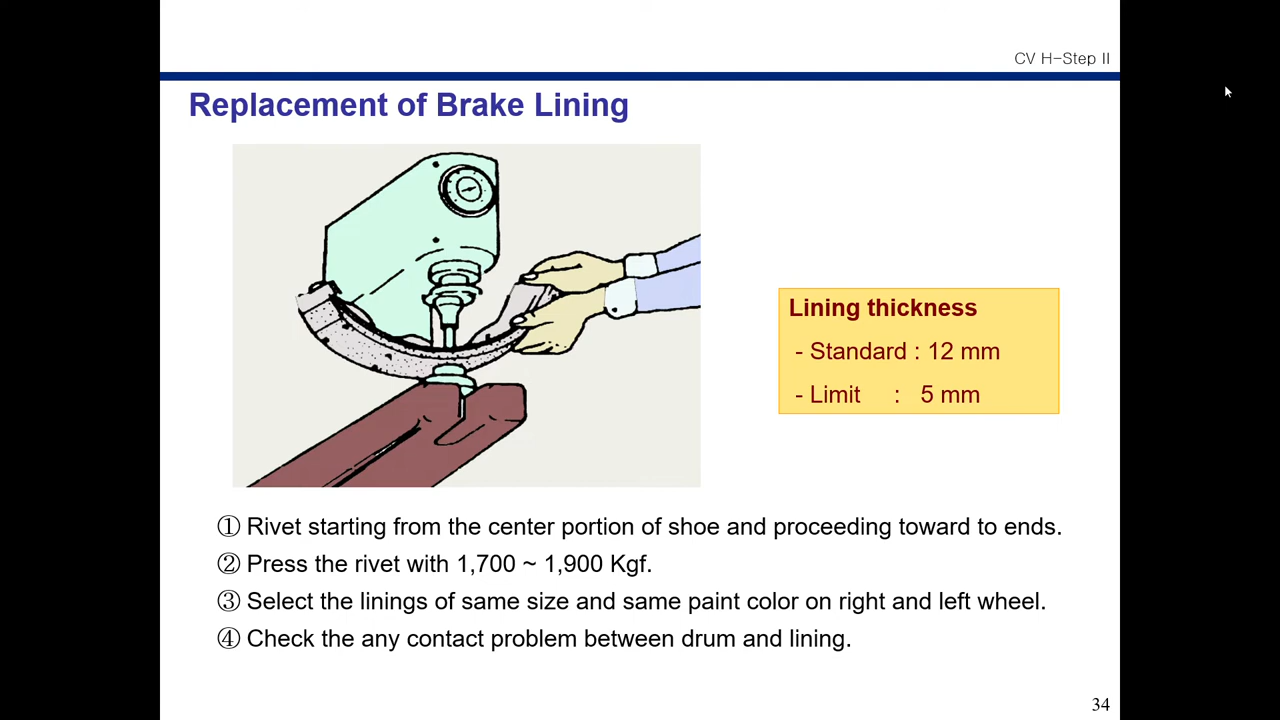 CV H-Step II
Replacement of Brake Lining
Lining thickness
- Standard : 12 mm
- Limit : 5 mm
① Rivet starting from the center portion of shoe and proceeding toward to ends.
② Press the rivet with 1,700 ~ 1,900 Kgf.
③ Select the linings of same size and same paint color on right and left wheel.
④ Check the any contact problem between drum and lining.
34